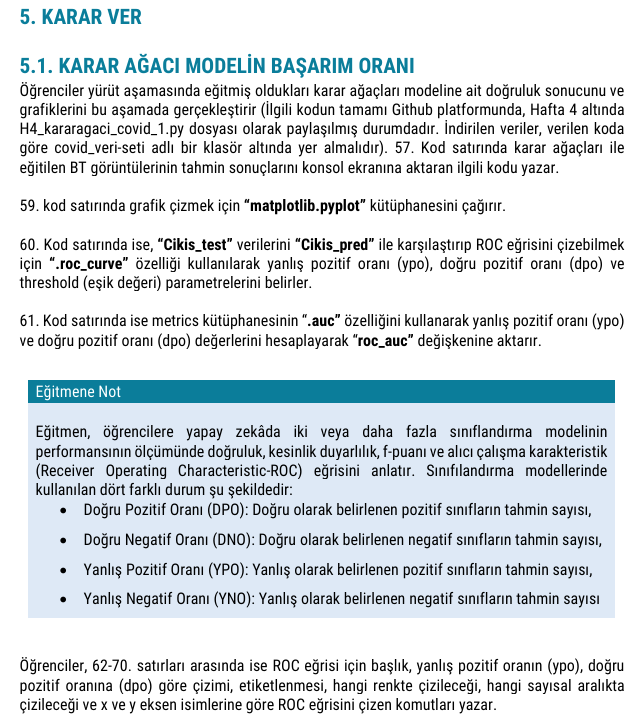 5. KARAR VER
5.1. KARAR AĞACI MODELİN BAŞARIM ORANI
Öğrenciler yürüt aşamasında eğitmiş oldukları karar ağaçları modeline ait doğruluk sonucunu ve
grafiklerini bu aşamada gerçekleştirir (İlgili kodun tamamı Github platformunda, Hafta 4 altında
H4_kararagaci_covid_1.py dosyası olarak paylaşılmış durumdadır. İndirilen veriler, verilen koda
göre covid_veri-seti adlı bir klasör altında yer almalıdır). 57. Kod satırında karar ağaçları ile
eğitilen BT görüntülerinin tahmin sonuçlarını konsol ekranına aktaran ilgili kodu yazar.
59. kod satırında grafik çizmek için “matplotlib.pyplot” kütüphanesini çağırır.
60. Kod satırında ise, “Cikis_test” verilerini “Cikis_pred” ile karşılaştırıp ROC eğrisini çizebilmek
için “.roc_curve” özelliği kullanılarak yanlış pozitif oranı (ypo), doğru pozitif oranı (dpo) ve
threshold (eşik değeri) parametrelerini belirler.
61. Kod satırında ise metrics kütüphanesinin “.auc” özelliğini kullanarak yanlış pozitif oranı (ypo)
ve doğru pozitif oranı (dpo) değerlerini hesaplayarak “roc_auc” değişkenine aktarır.
Eğitmene Not
Eğitmen, öğrencilere yapay zekâda iki veya daha fazla sınıflandırma modelinin
performansının ölçümünde doğruluk, kesinlik duyarlılık, f-puanı ve alıcı çalışma karakteristik
(Receiver Operating Characteristic-ROC) eğrisini anlatır. Sınıfılandırma modellerinde
kullanılan dört farklı durum şu şekildedir:
• Doğru Pozitif Oranı (DPO): Doğru olarak belirlenen pozitif sınıfların tahmin sayısı,
• Doğru Negatif Oranı (DNO): Doğru olarak belirlenen negatif sınıfların tahmin sayısı,
• Yanlış Pozitif Oranı (YPO): Yanlış olarak belirlenen pozitif sınıfların tahmin sayısı,
• Yanlış Negatif Oranı (YNO): Yanlış olarak belirlenen negatif sınıfların tahmin sayısı
Öğrenciler, 62-70. satırları arasında ise ROC eğrisi için başlık, yanlış pozitif oranın (ypo), doğru
pozitif oranına (dpo) göre çizimi, etiketlenmesi, hangi renkte çizileceği, hangi sayısal aralıkta
çizileceği ve x ve y eksen isimlerine göre ROC eğrisini çizen komutları yazar.